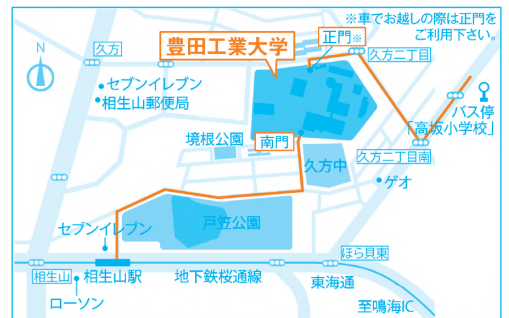 ※車でお越しの際は正門を
ご利用下さい。
N
久方
豊田工業大学
正門※
久方二丁目
セブンイレブン
相生山郵便局
バス停
「高坂小学校」
境根公園
南門
久方中
久方二丁目南
ゲオ
戸笠公園
セブンイレブン
ほら貝東
相生山
相生山駅
地下鉄桜通線
東海通
ローソン
至鳴海IC